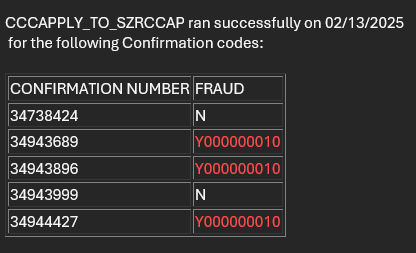 CCCAPPLY_TO_SZRCCAP ran successfully on 02/13/2025
for the following Confirmation codes:
CONFIRMATION NUMBER FRAUD
34738424 N
34943689 Y000000010
34943896 Y000000010
34943999 N
34944427 Y000000010